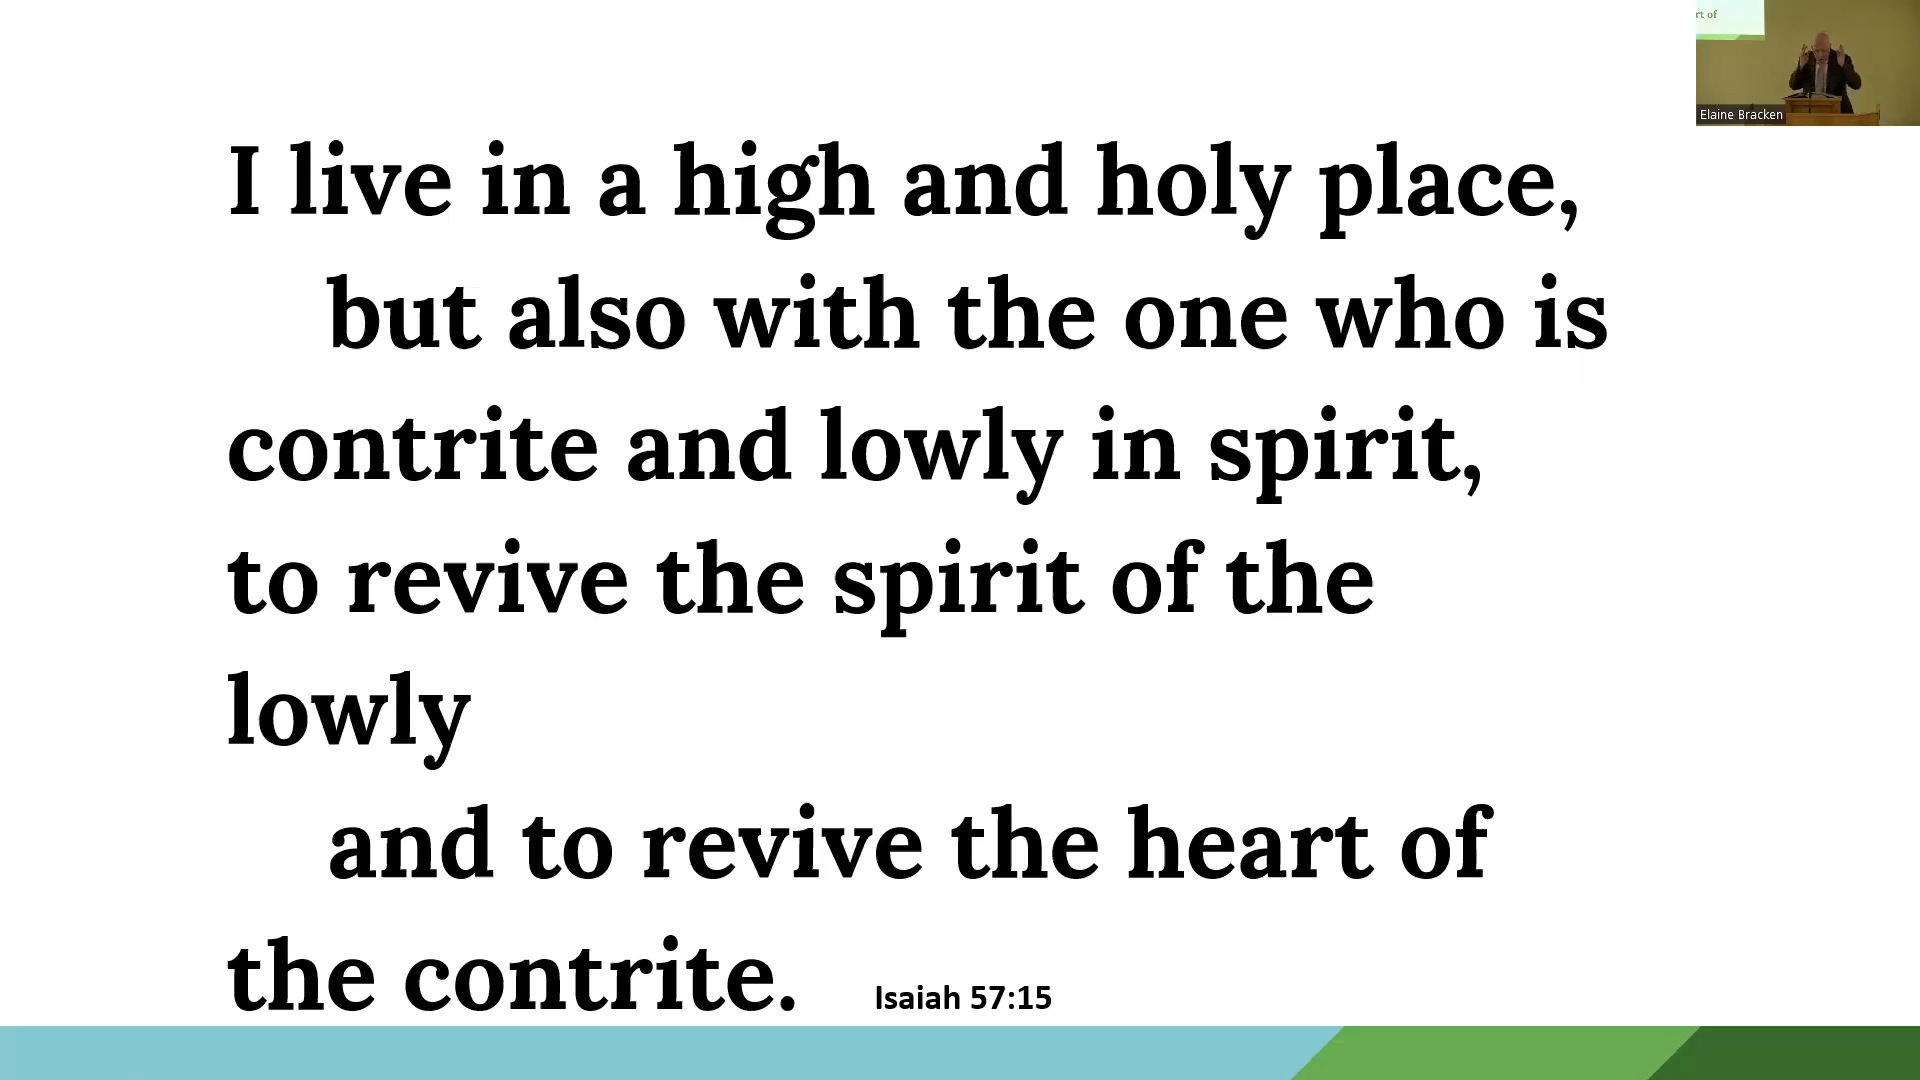 I live in a high and holy place,
but also with the one who is
contrite and lowly in spirit,
to revive the spirit of the
lowly
and to revive the heart of
the contrite.
Isaiah 57:15
rt of
Elaine Bracken